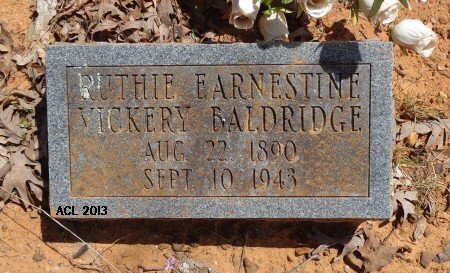 RUTHIE EARNESTINE
VICKERY BALDRIDGE
AUG. 22, 1890
SEPT. 10, 1943
ACL 2013